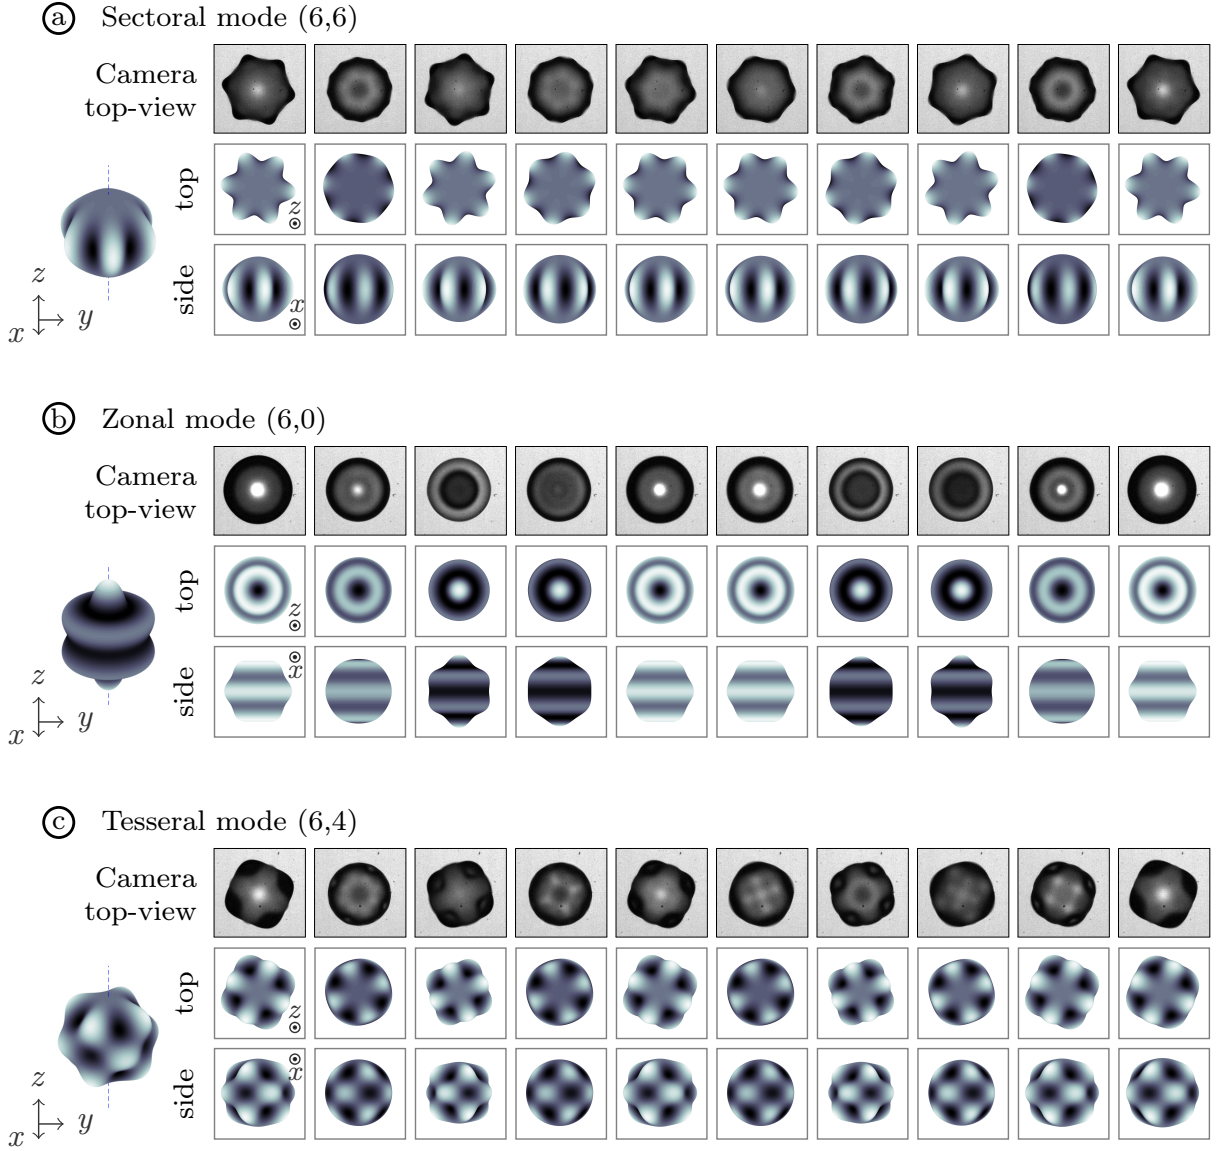 a Sectoral mode (6,6)
Camera
top-view
top
z
side
x
z
y
x
b Zonal mode (6,0)
Camera
top-view
top
z
side
x
z
y
x
c Tesseral mode (6,4)
Camera
top-view
top
z
side
x
z
y
x